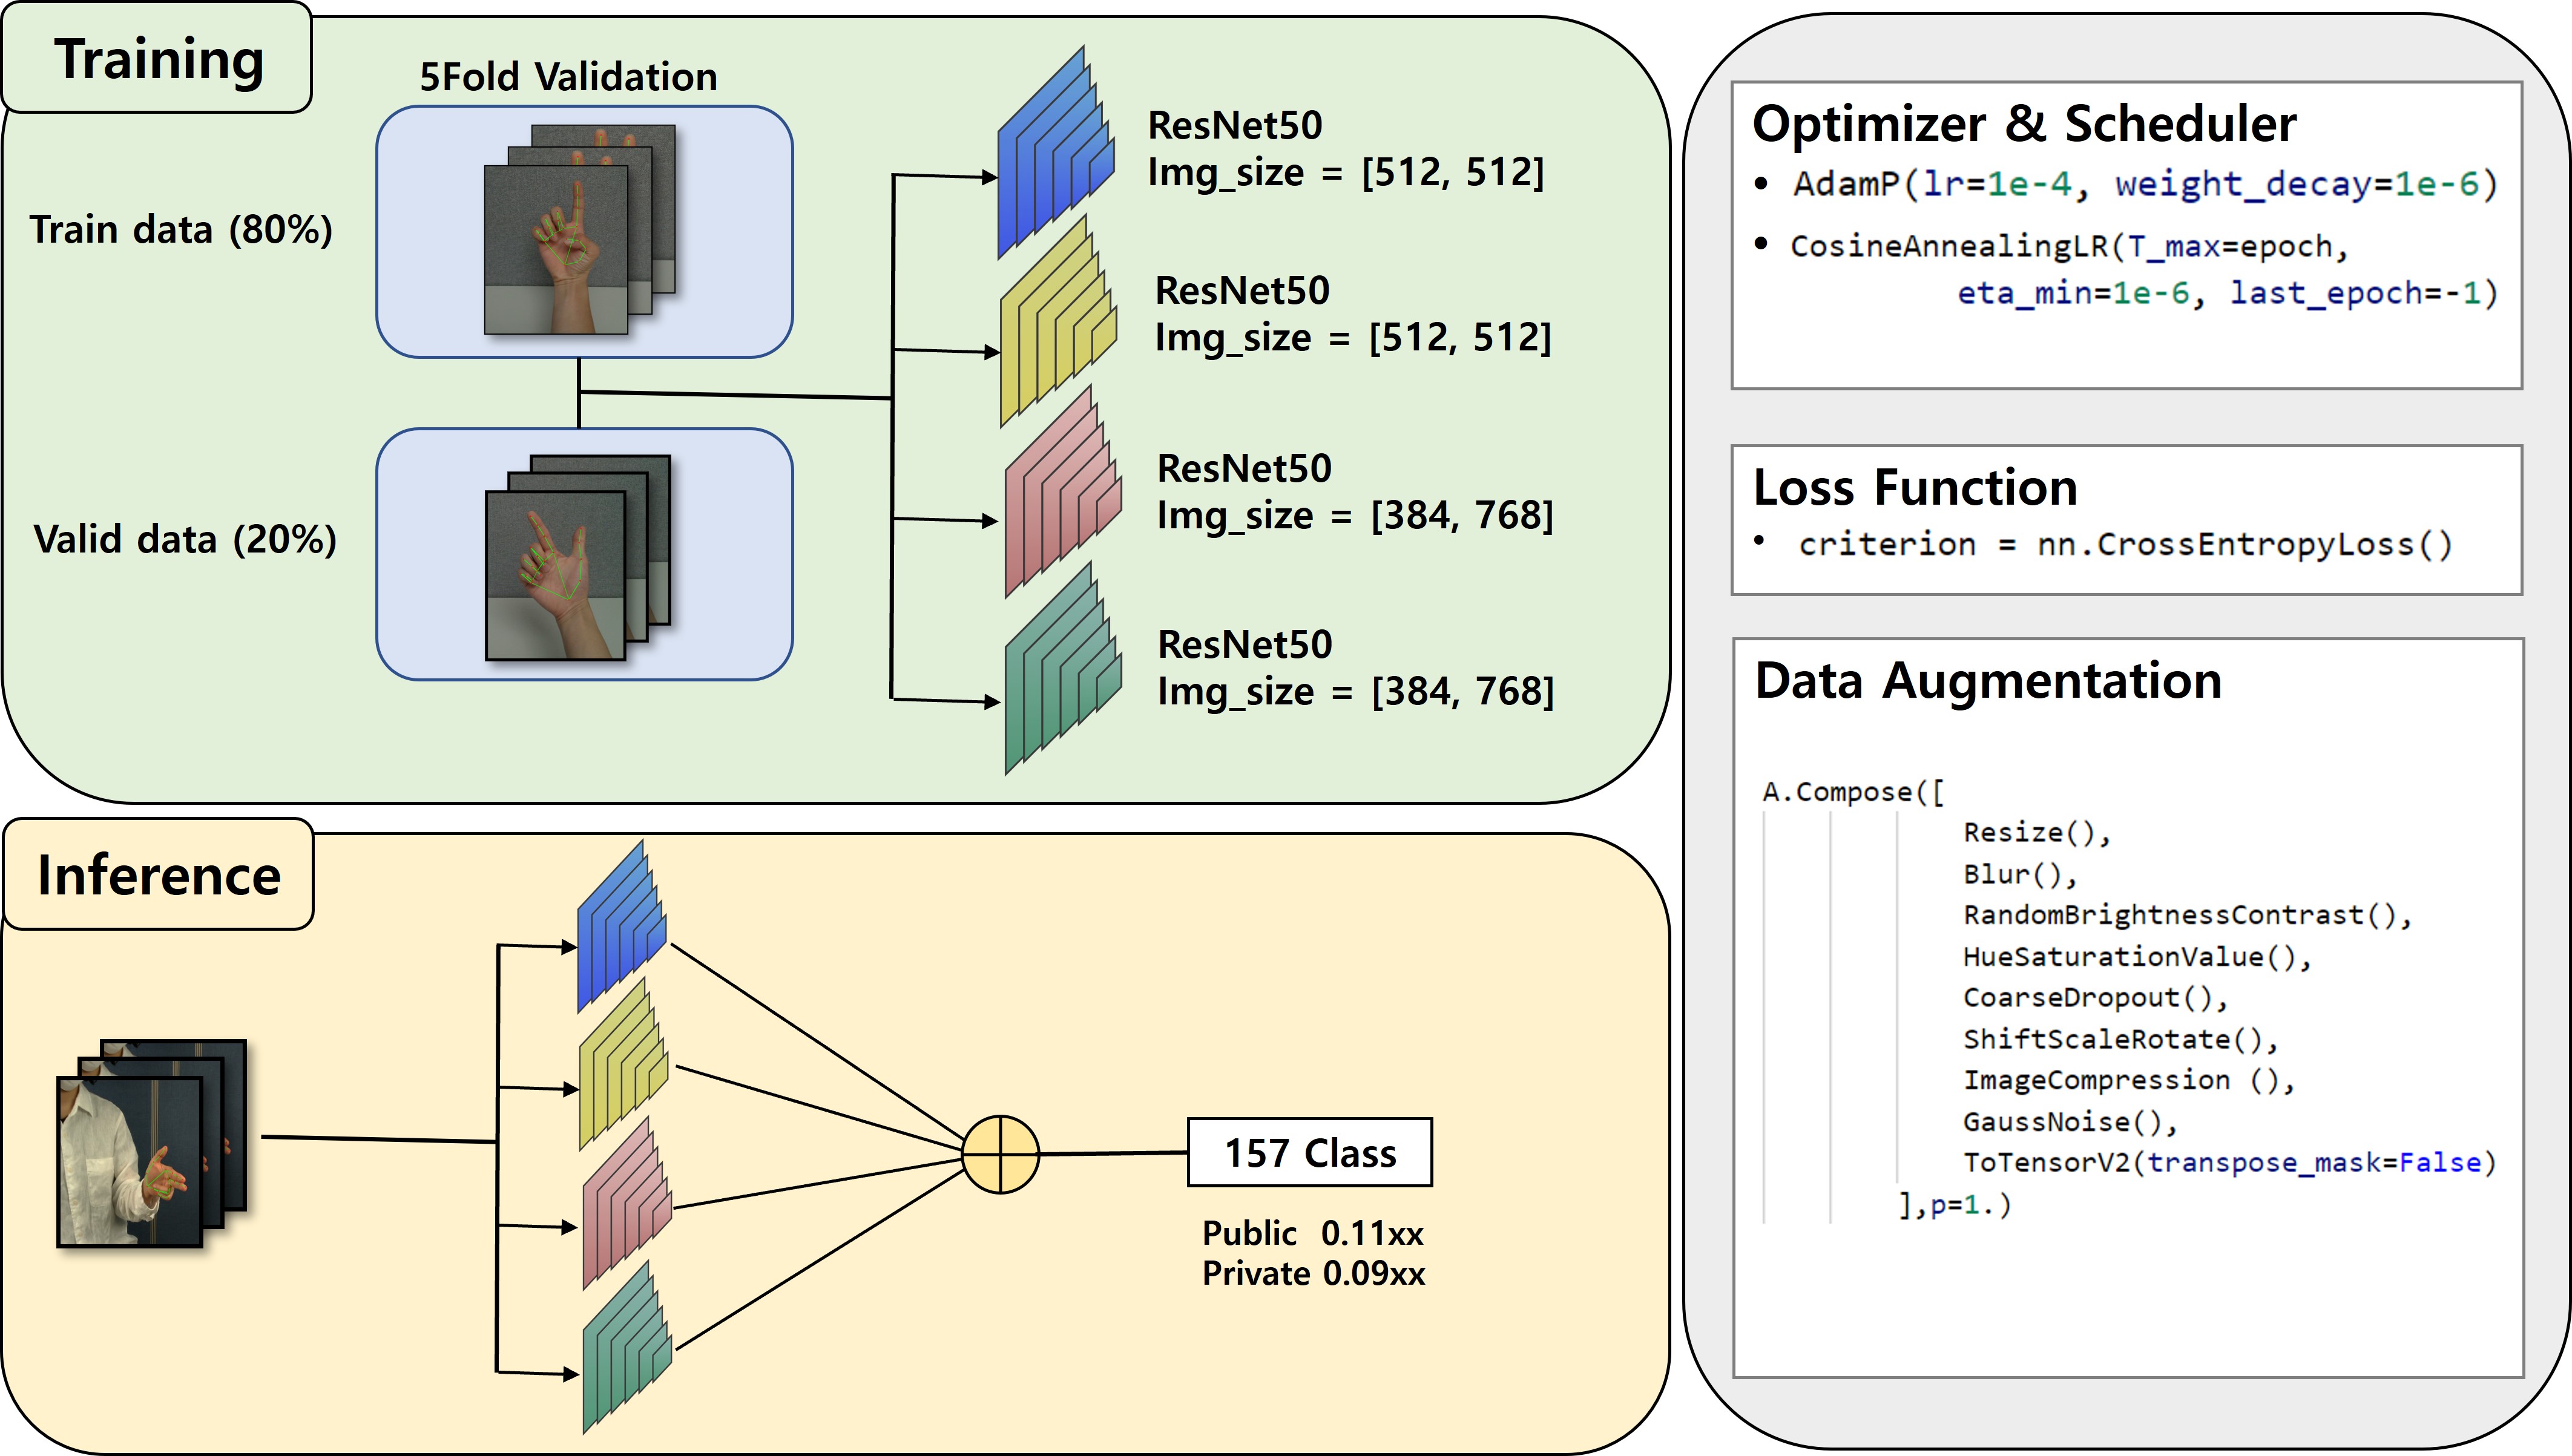 Training
5Fold Validation
Train data (80%)
Valid data (20%)
ResNet50
Img_size = [512, 512]
ResNet50
Img_size = [512, 512]
ResNet50
Img_size = [384, 768]
ResNet50
Img_size = [384, 768]
Inference
157 Class
Public 0.11xx
Private 0.09xx
Optimizer & Scheduler
• AdamP(lr=1e-4, weight_decay=1e-6)
• CosineAnnealingLR(T_max=epoch,
eta_min=1e-6, last_epoch=-1)
Loss Function
• criterion = nn.CrossEntropyLoss()
Data Augmentation
A.Compose([
Resize(),
Blur(),
RandomBrightnessContrast(),
HueSaturationValue(),
CoarseDropout(),
ShiftScaleRotate(),
ImageCompression (),
GaussNoise(),
ToTensorV2(transpose_mask=False)
],p=1.)